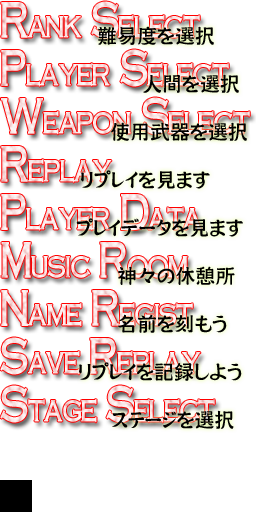 Rank Select
難易度を選択
Player Select
人間を選択
Weapon Select
使用武器を選択
Replay
リプレイを見ます
Player Data
プレイデータを見ます
Music Room
神々の休憩所
Name Regist
名前を刻もう
Save Replay
リプレイを記録しよう
Stage Select
ステージを選択